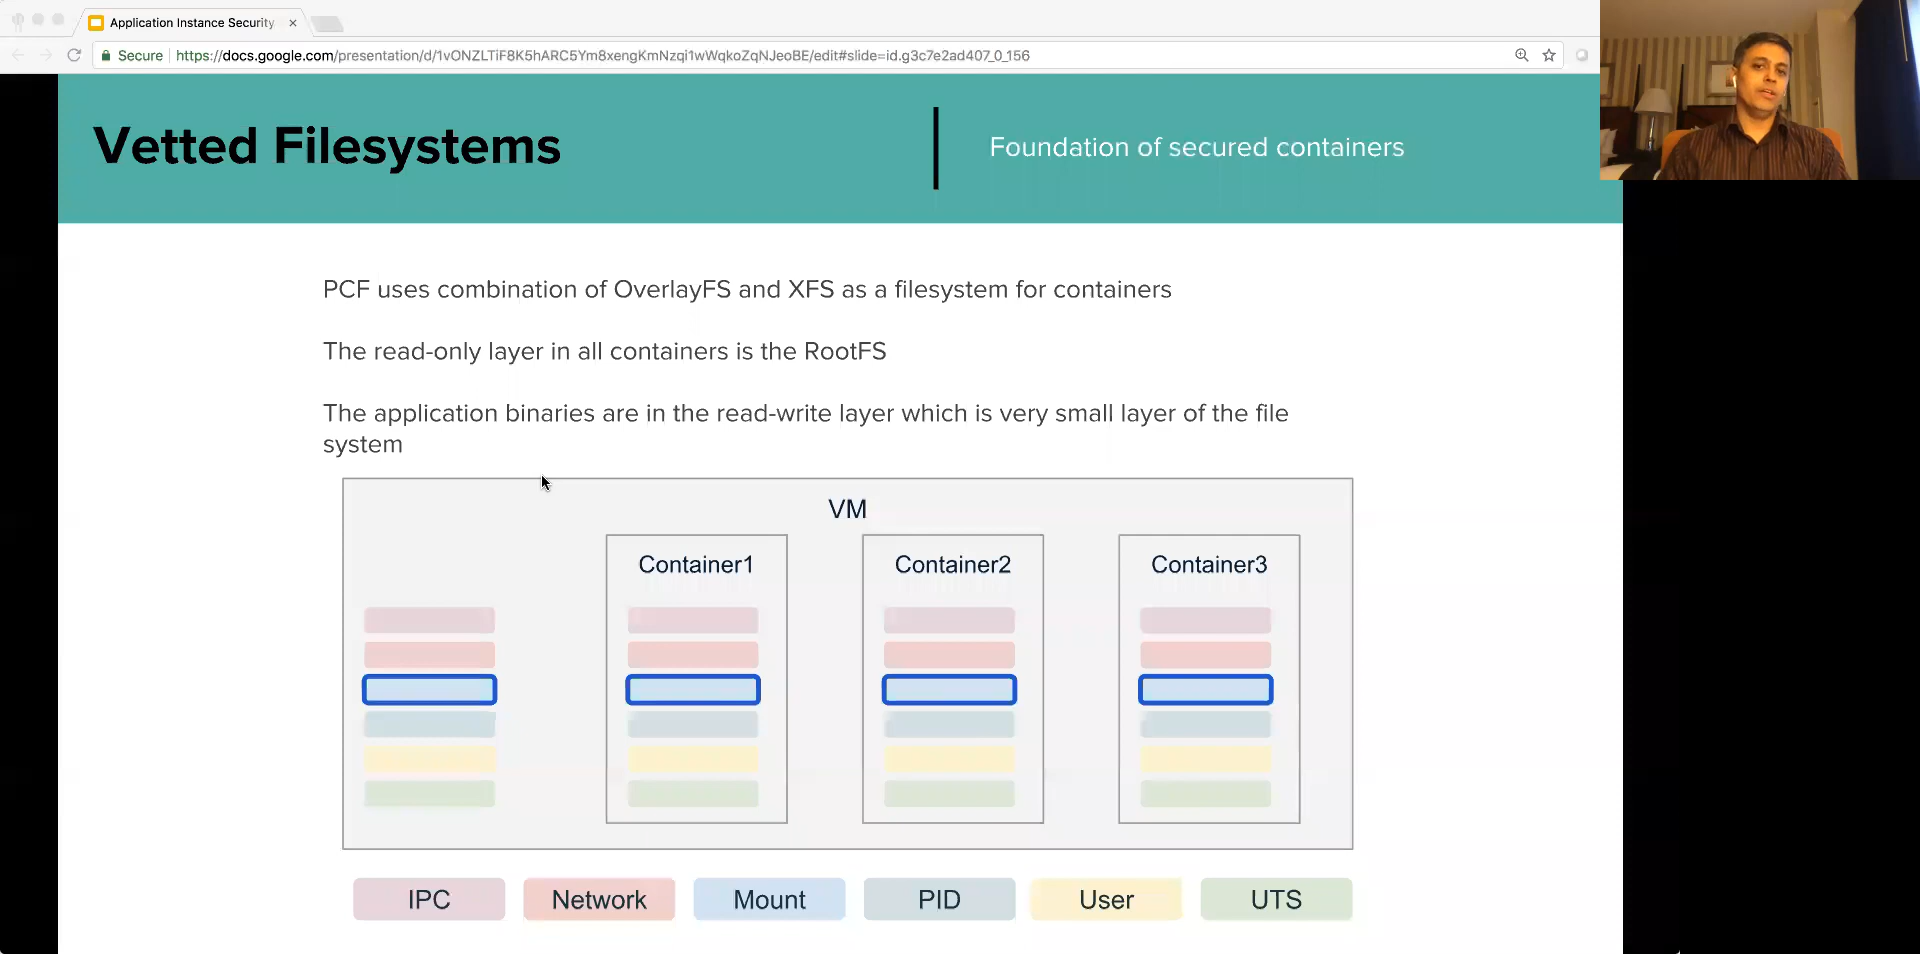 Application Instance Security
Secure
https://docs.google.com/presentation/d/1vONZLTiF8K5hARC5Ym8xengKmNzqi1wWqkoZqNJeoBE/edit#slide=id.g3c7e2ad407_0_156
Vetted Filesystems
Foundation of secured containers
PCF uses combination of OverlayFS and XFS as a filesystem for containers
The read-only layer in all containers is the RootFS
The application binaries are in the read-write layer which is very small layer of the file
system
VM
Container1
Container2
Container3
IPC
Network
Mount
PID
User
UTS